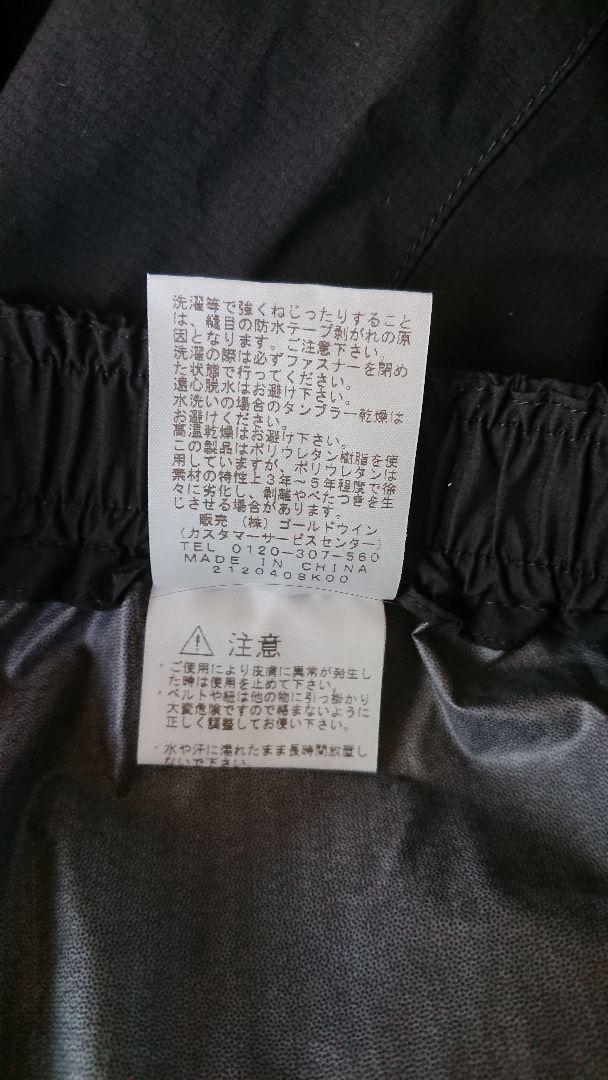 洗濯等で強くねじったりすること
は、縫目の防水テープ剥がれの原
因となります。ご注意下さい。
洗濯の際は必ずファスナーを閉め
た状態で行ってください。
遠心脱水はお避け下さい。
水洗いの場合のタンブラー乾燥は
お避けください。
高温乾燥はお避け下さい。
この製品はポリウレタン樹脂を使
用していますが、ポリウレタンは
素材の特性上3年〜5年程度で徐
々に劣化し、剥離やべたつきを生
じさせる場合があります。
販売 (株)ゴールドウイン
(カスタマーサービスセンター)
TEL 0120-307-560
MADE IN CHINA
2120408K00
注意
・ご使用により皮膚に異常が発生し
た時は使用を止めて下さい。
・ベルトや紐は他の物に引っ掛かり
大変危険ですので絡まないように
正しく調整してお使い下さい。
・水や汗に濡れたまま長時間放置し
ないで下さい。